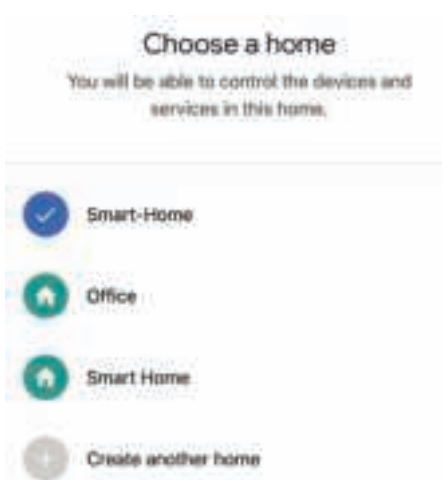 Choose a home
You will be able to control the devices and
services in this home.
Smart-Home
Office
Smart Home
Create another home